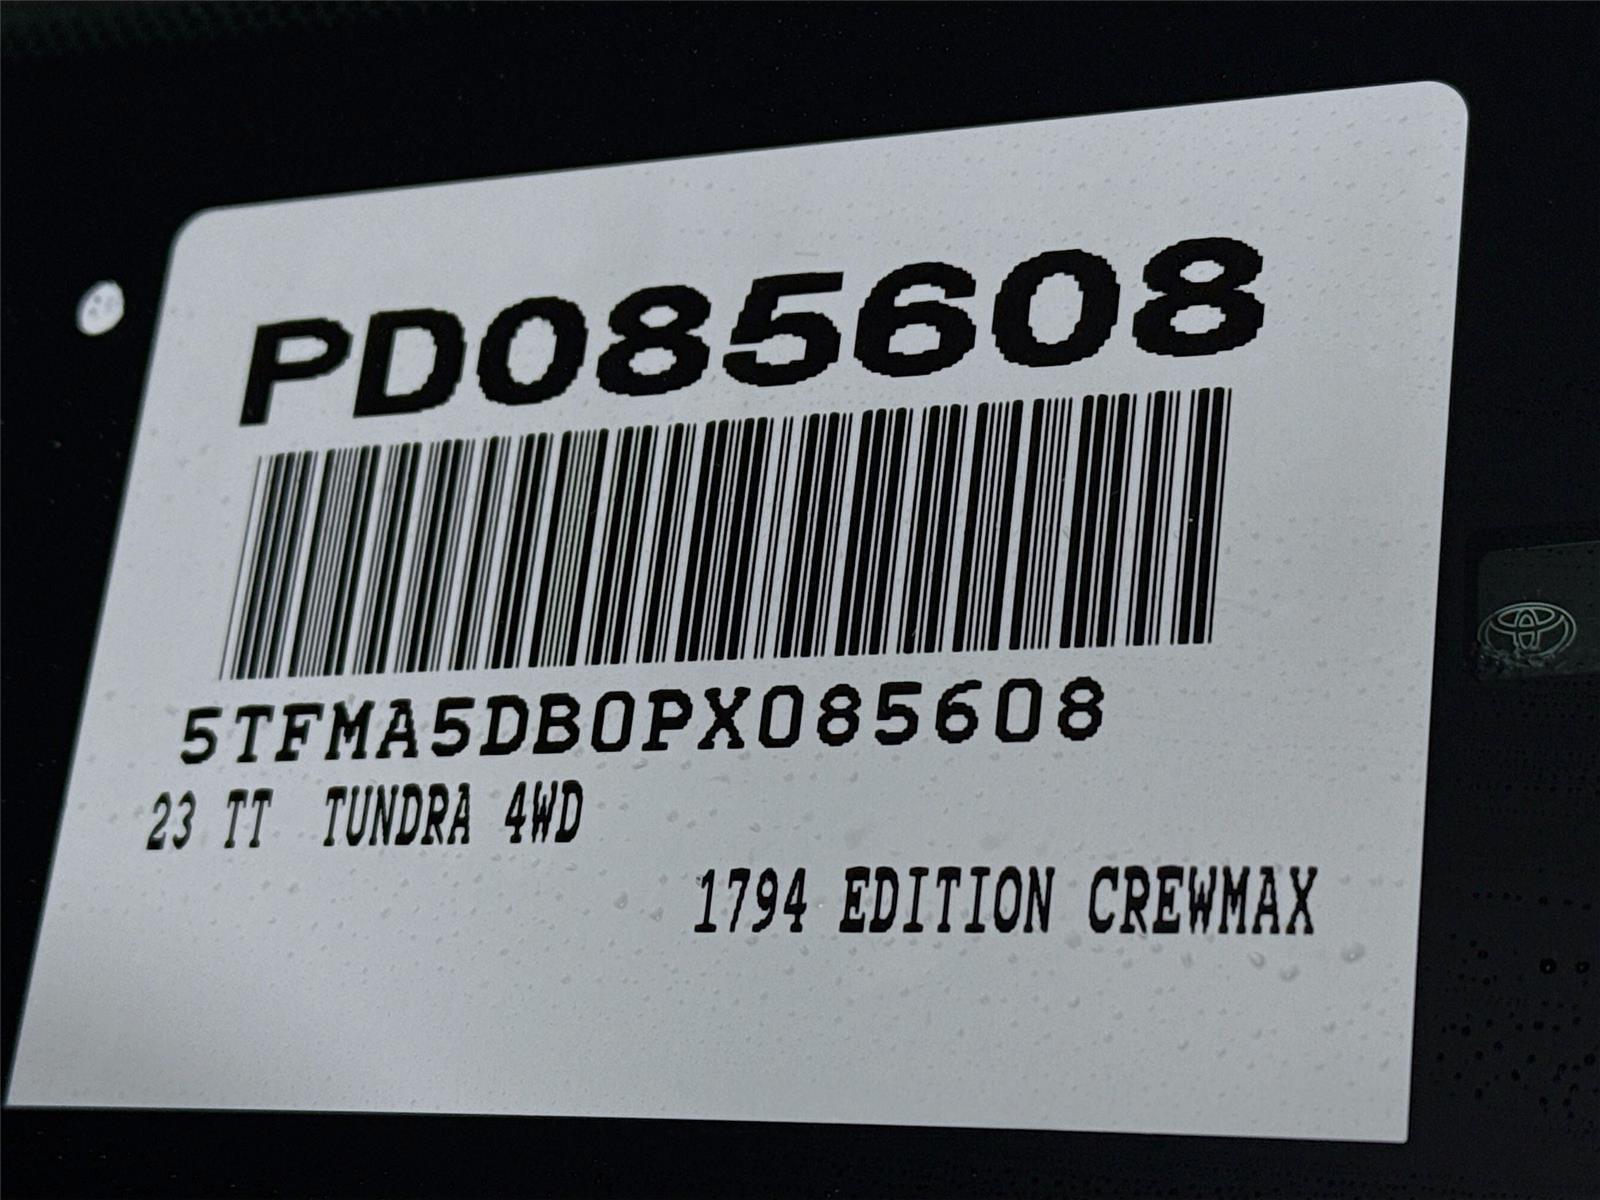 PD085608
5TFMA5DB0PX085608
23 TT TUNDRA 4WD
1794 EDITION CREWMAX